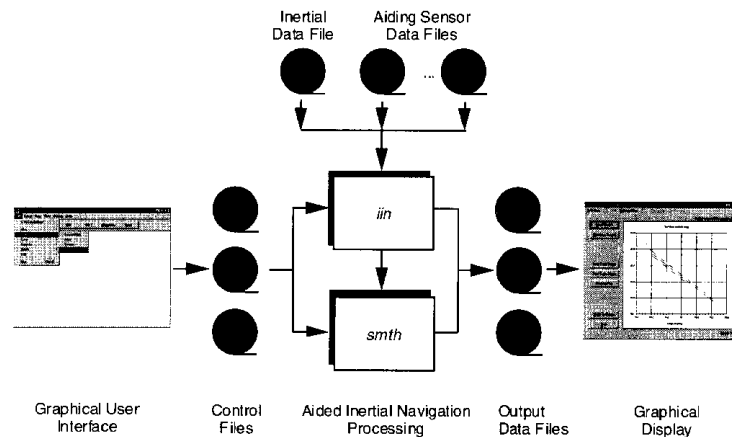 Inertial
Data File
Aiding Sensor
Data Files
...
iin
smth
Graphical User
Interface
Control
Files
Aided Inertial Navigation
Processing
Output
Data Files
Graphical
Display